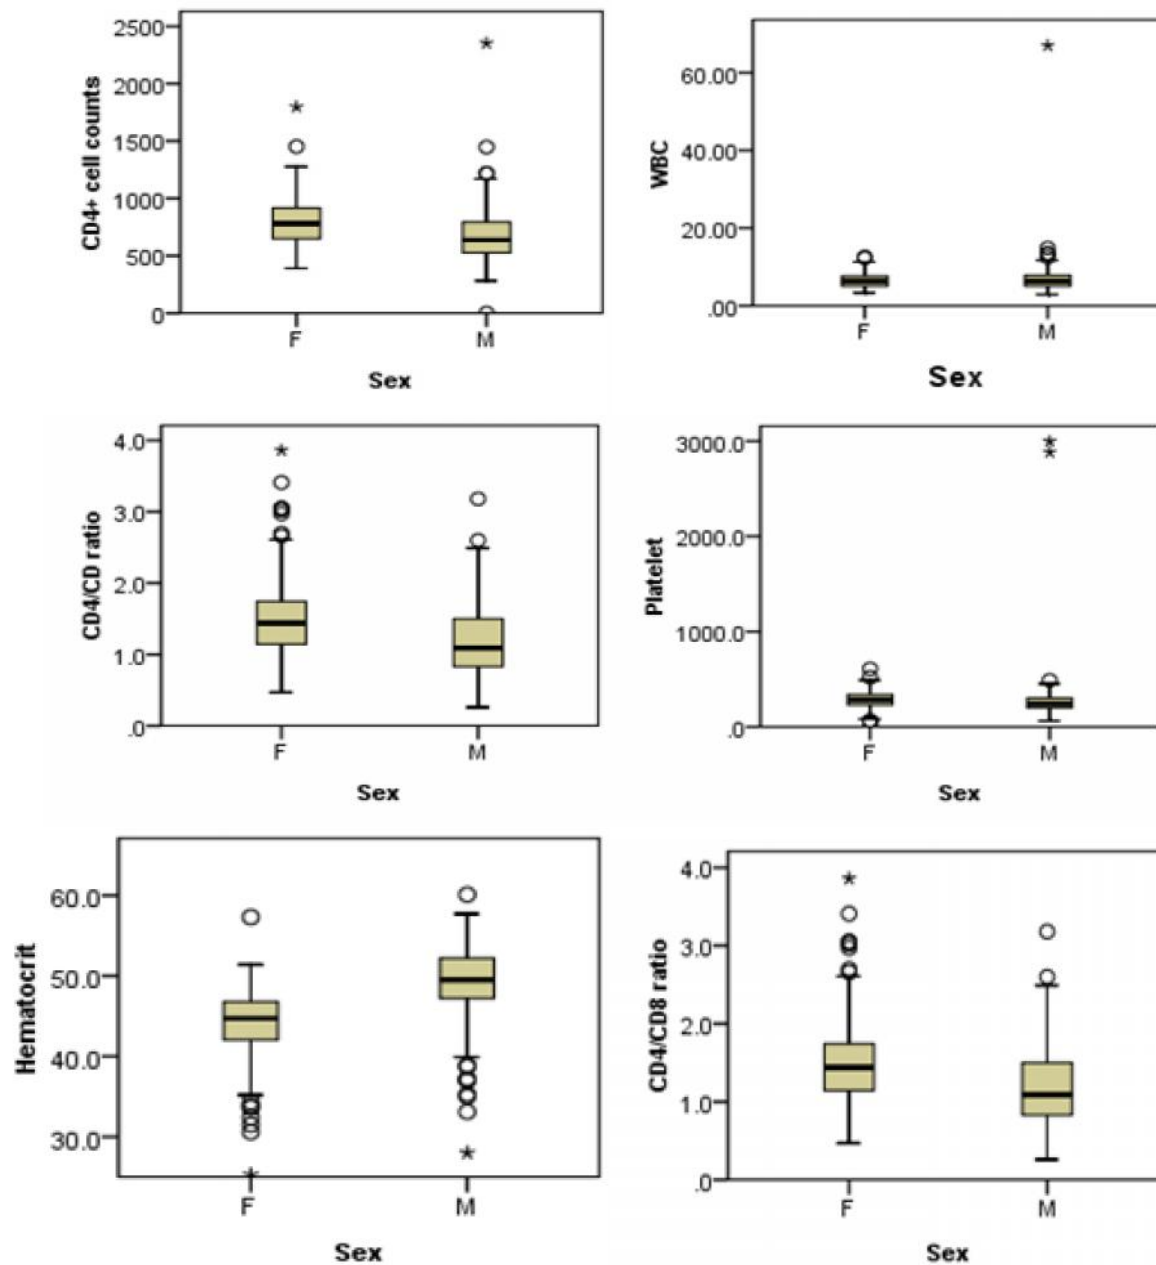 CD4+ cell counts
2500
2000
1500
1000
500
0
F M
Sex
WBC
60.00
40.00
20.00
.00
F M
Sex
CD4/CD ratio
4.0
3.0
2.0
1.0
.0
F M
Sex
Platelet
3000.0
2000.0
1000.0
.0
F M
Sex
Hematocrit
60.0
50.0
40.0
30.0
F M
Sex
CD4/CD8 ratio
4.0
3.0
2.0
1.0
.0
F M
Sex